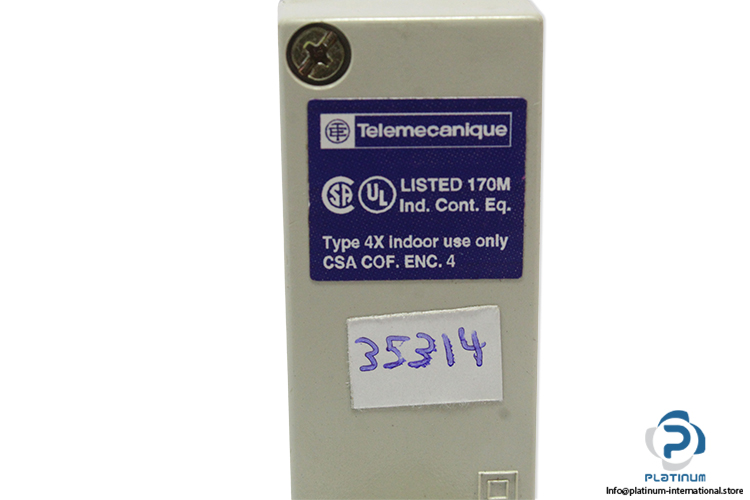 Telemecanique
LISTED 170M
Ind. Cont. Eq.
Type 4X indoor use only
CSA COF. ENC. 4
35314
PLATINUM
Info@platinum-international.store